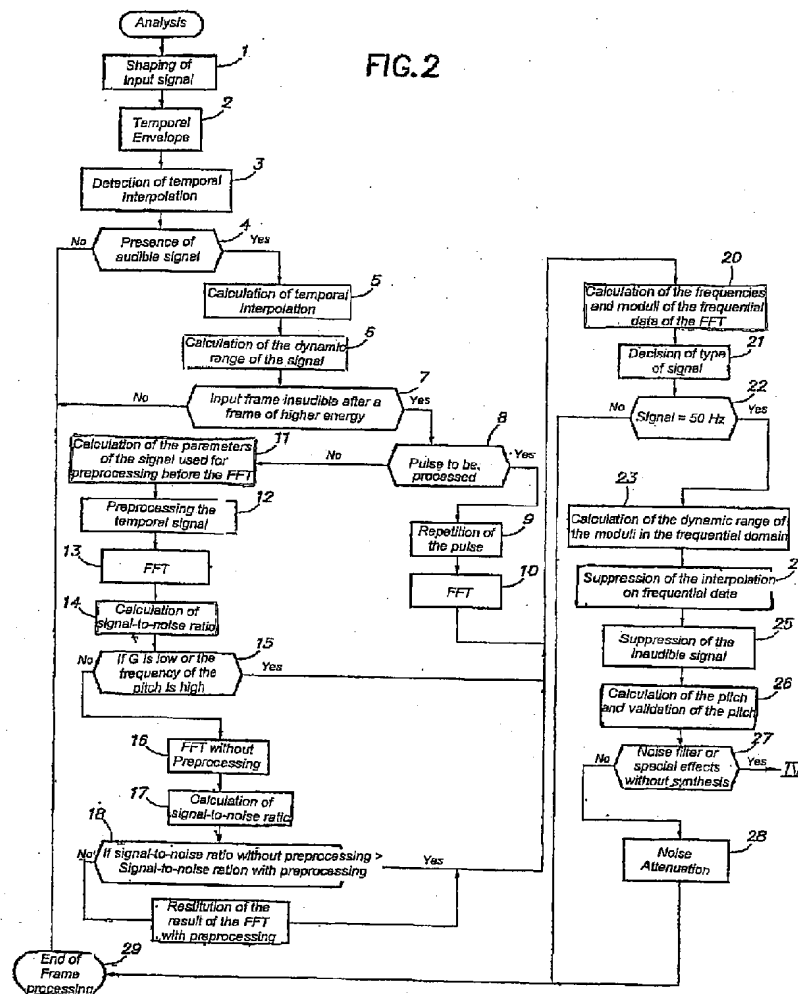 Analysis
FIG.2
1
Shaping of
input signal
2
Temporal
Envelope
3
Detection of temporal
interpolation
4
No
Presence of
audible signal
Yes
5
Calculation of temporal
interpolation
6
Calculation of the dynamic
range of the signal
7
No
Input frame inaudible after a
frame of higher energy
Yes
8
No
Pulse to be
processed
Yes
9
Repetition of
the pulse
10
FFT
11
Calculation of the parameters
of the signal used for
preprocessing before the FFT
12
Preprocessing the
temporal signal
13
FFT
14
Calculation of
signal-to-noise ratio
15
No
If G is low or the
frequency of the
pitch is high
Yes
16
FFT without
Preprocessing
17
Calculation of
signal-to-noise ratio
18
No
If signal-to-noise ratio without preprocessing >
Signal-to-noise ration with preprocessing
Yes
Restitution of the
result of the FFT
with preprocessing
29
End of
Frame
processing
20
Calculation of the frequencies
and moduli of the frequential
data of the FFT
21
Decision of type
of signal
22
No
Signal = 50 Hz
Yes
23
Calculation of the dynamic range of
the moduli in the frequential domain
2
Suppression of the interpolation
on frequential data
25
Suppression of the
inaudible signal
26
Calculation of the pitch
and validation of the pitch
27
No
Noise filter or
special effects
without synthesis
Yes
28
Noise
Attenuation